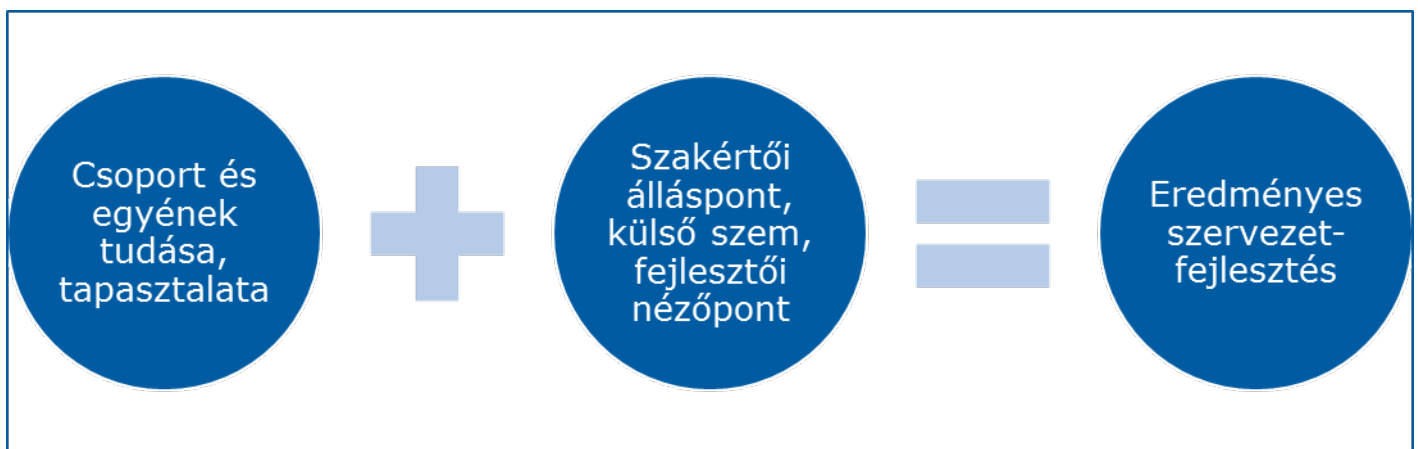 Csoport és
egyének
tudása,
tapasztalata
Szakértői
álláspont,
külső szem,
fejlesztői
nézőpont
Eredményes
szervezet-
fejlesztés